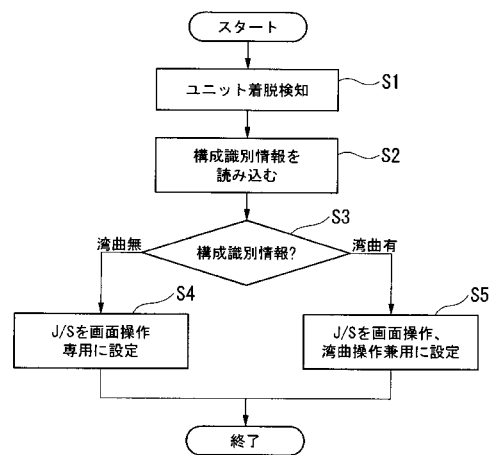 スタート
ユニット着脱検知
S1
構成識別情報を
読み込む
S2
S3
湾曲無
構成識別情報?
湾曲有
S4
S5
J/Sを画面操作
専用に設定
J/Sを画面操作、
湾曲操作兼用に設定
終了